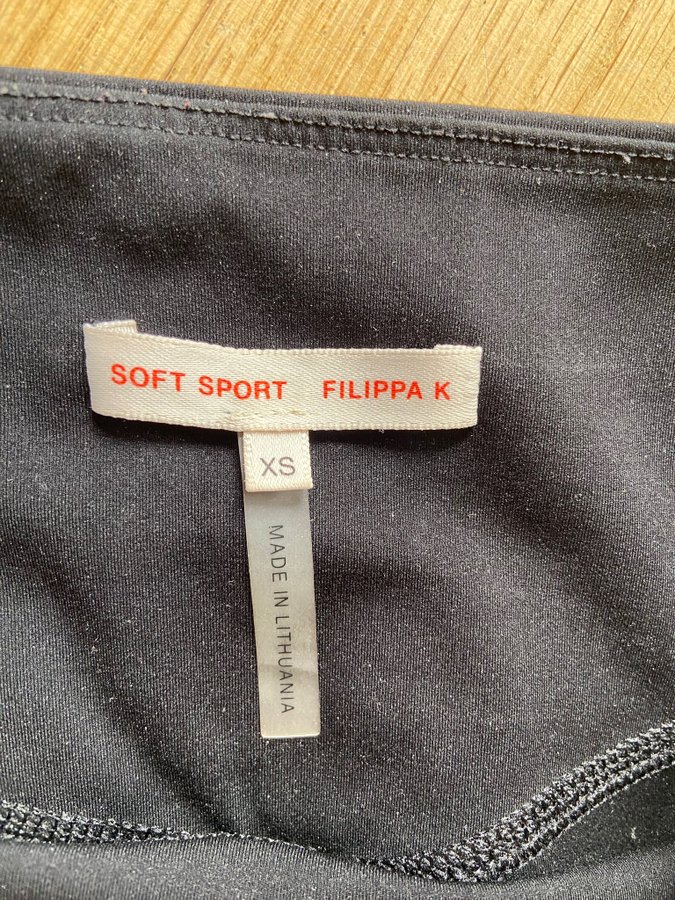 SOFT SPORT FILIPPA K
XS
MADE IN LITHUANIA